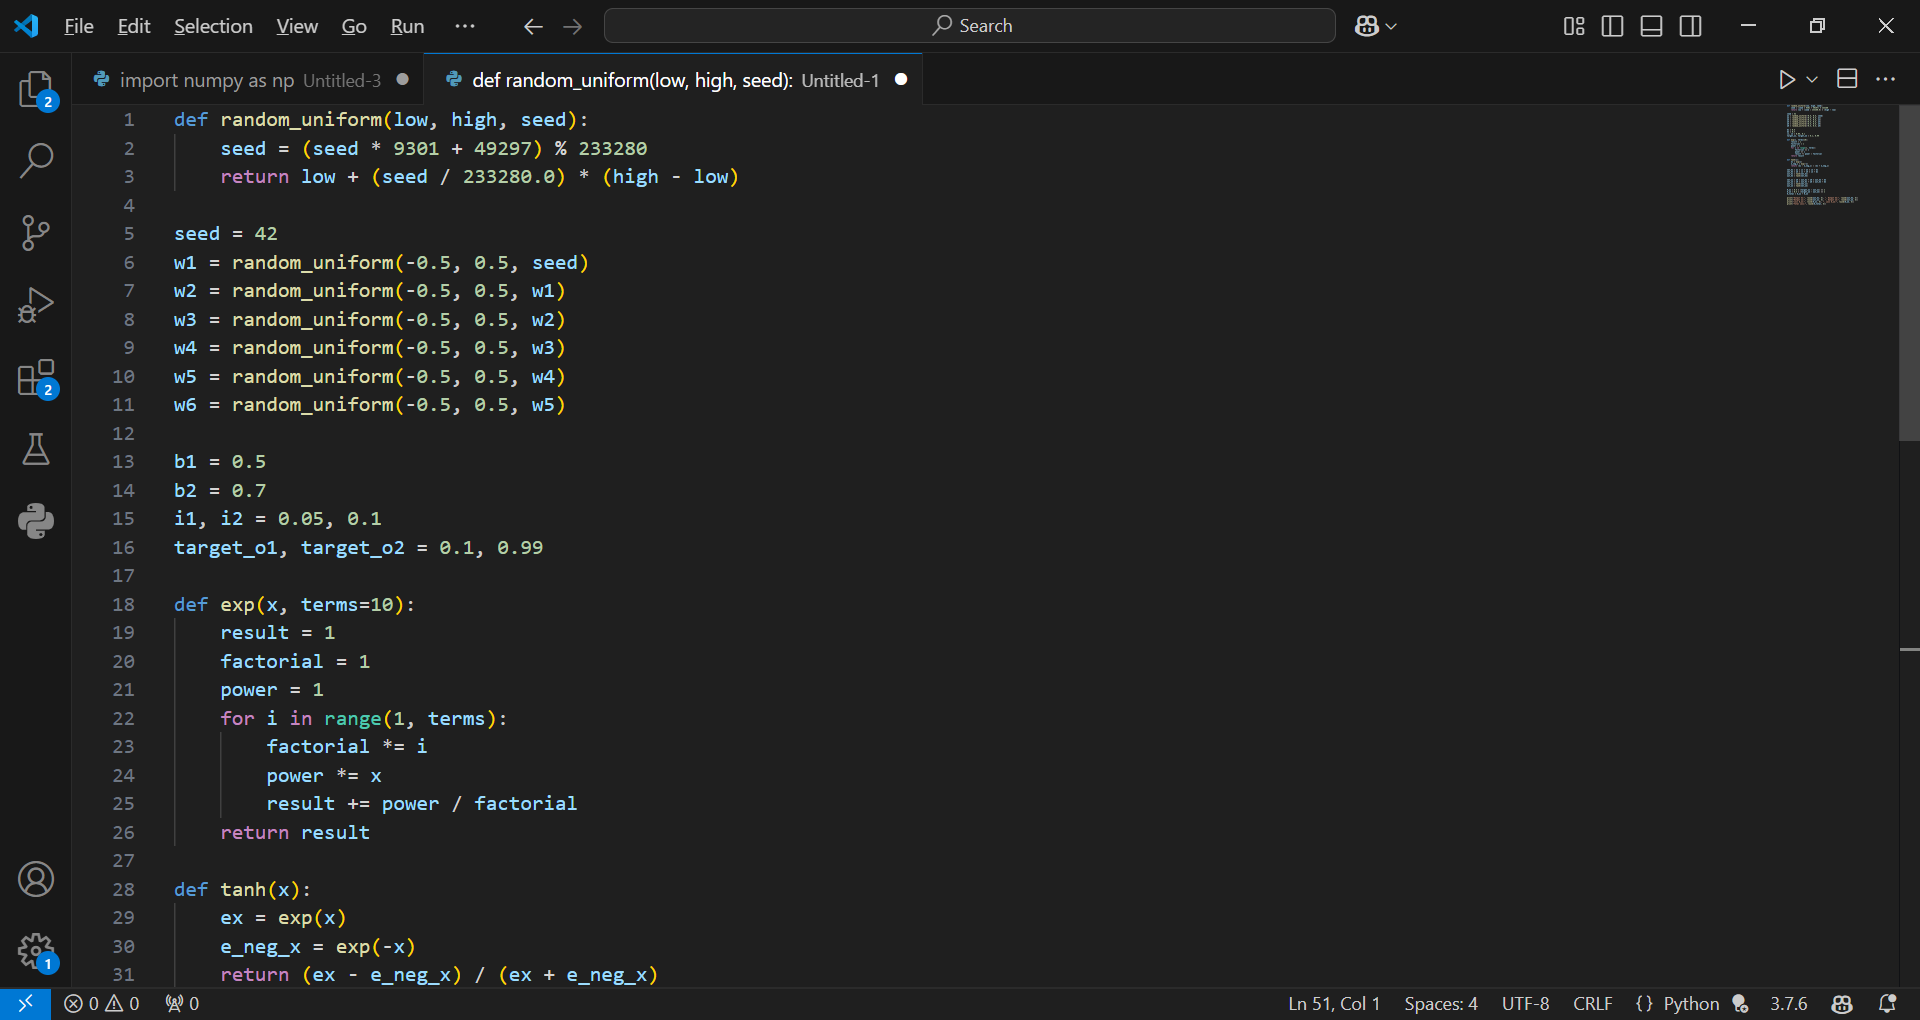 File Edit Selection View Go Run ··· Search
import numpy as np Untitled-3 def random_uniform(low, high, seed): Untitled-1
2
2
1
1 def random_uniform(low, high, seed):
2     seed = (seed * 9301 + 49297) % 233280
3     return low + (seed / 233280.0) * (high - low)
4
5 seed = 42
6 w1 = random_uniform(-0.5, 0.5, seed)
7 w2 = random_uniform(-0.5, 0.5, w1)
8 w3 = random_uniform(-0.5, 0.5, w2)
9 w4 = random_uniform(-0.5, 0.5, w3)
10 w5 = random_uniform(-0.5, 0.5, w4)
11 w6 = random_uniform(-0.5, 0.5, w5)
12
13 b1 = 0.5
14 b2 = 0.7
15 i1, i2 = 0.05, 0.1
16 target_o1, target_o2 = 0.1, 0.99
17
18 def exp(x, terms=10):
19     result = 1
20     factorial = 1
21     power = 1
22     for i in range(1, terms):
23         factorial *= i
24         power *= x
25         result += power / factorial
26     return result
27
28 def tanh(x):
29     ex = exp(x)
30     e_neg_x = exp(-x)
31     return (ex - e_neg_x) / (ex + e_neg_x)
0 0 0 Ln 51, Col 1 Spaces: 4 UTF-8 CRLF {} Python 3.7.6